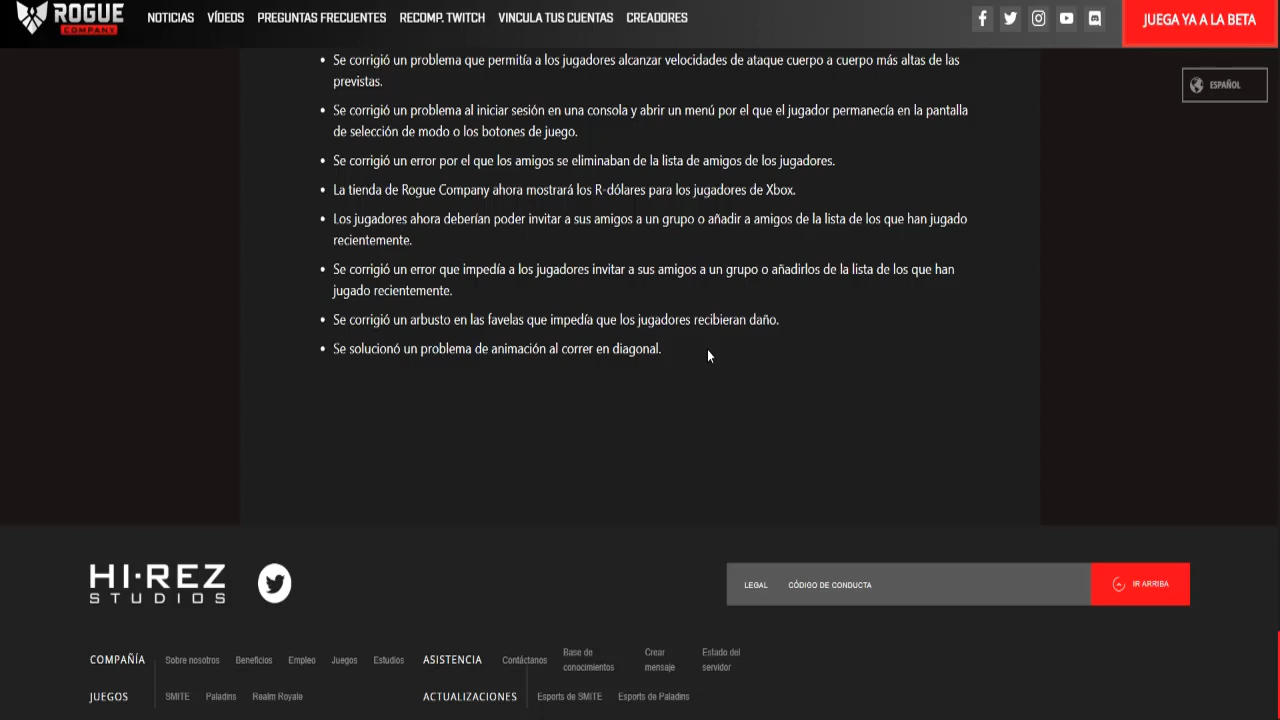 ROGUE COMPANY NOTICIAS VÍDEOS PREGUNTAS FRECUENTES RECOMP. TWITCH VINCULA TUS CUENTAS CREADORES JUEGA YA A LA BETA
ESPAÑOL
• Se corrigió un problema que permitía a los jugadores alcanzar velocidades de ataque cuerpo a cuerpo más altas de las
previstas.
• Se corrigió un problema al iniciar sesión en una consola y abrir un menú por el que el jugador permanecía en la pantalla
de selección de modo o los botones de juego.
• Se corrigió un error por el que los amigos se eliminaban de la lista de amigos de los jugadores.
• La tienda de Rogue Company ahora mostrará los R-dólares para los jugadores de Xbox.
• Los jugadores ahora deberían poder invitar a sus amigos a un grupo o añadir a amigos de la lista de los que han jugado
recientemente.
• Se corrigió un error que impedía a los jugadores invitar a sus amigos a un grupo o añadirlos de la lista de los que han
jugado recientemente.
• Se corrigió un arbusto en las favelas que impedía que los jugadores recibieran daño.
• Se solucionó un problema de animación al correr en diagonal.
HI-REZ
STUDIOS
LEGAL CÓDIGO DE CONDUCTA IR ARRIBA
COMPAÑÍA Sobre nosotros Beneficios Empleo Juegos Estudios
ASISTENCIA Contáctanos Base de conocimientos Crear mensaje Estado del servidor
JUEGOS SMITE Paladins Realm Royale
ACTUALIZACIONES Esports de SMITE Esports de Paladins